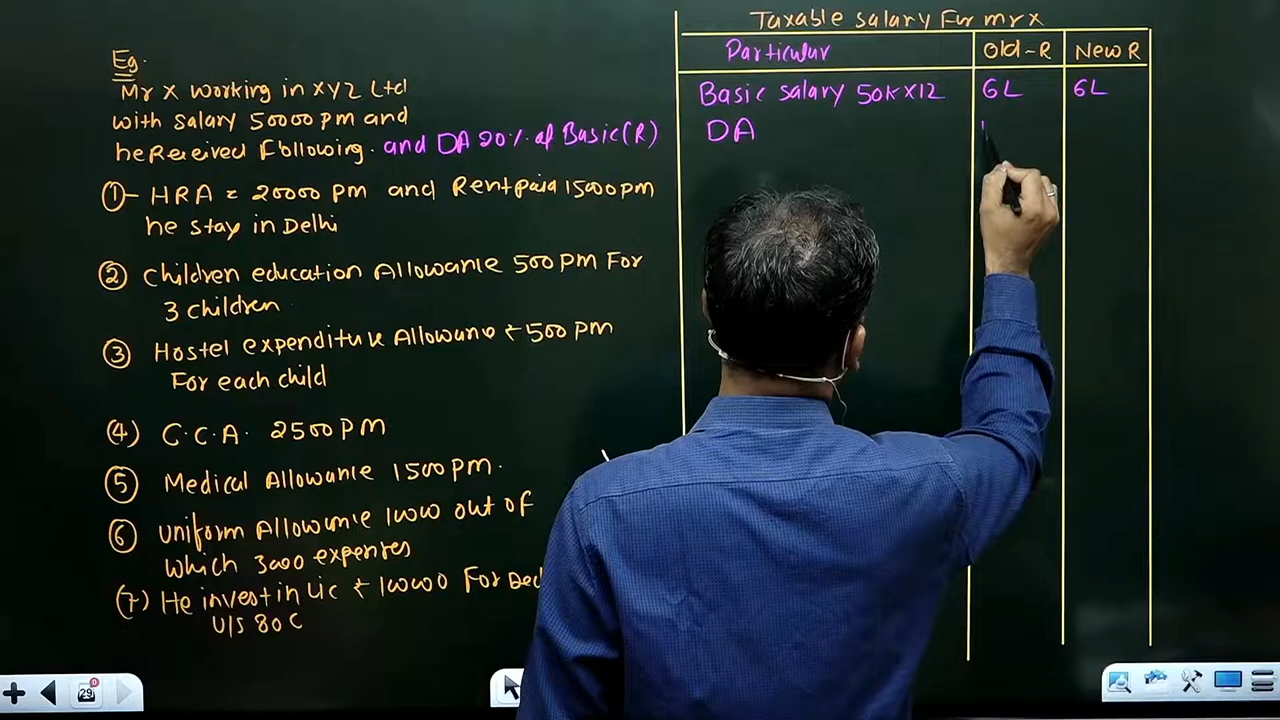 Eg.
Mr X working in XYZ Ltd
with salary 50000 pm and
he Received Following. and DA 20% of Basic (R)
① HRA = 20000 pm and Rent paid 15000 pm
he stay in Delhi
② Children education Allowance 500 pm For
3 children
③ Hostel expenditure Allowance ₹ 500 pm
For each child
④ C.C.A. 2500 PM
⑤ Medical Allowance 1500 pm.
⑥ Uniform Allowance out of
which 3000 expenses
(7) He invest in Lic ₹ For Ded
U/S 80 C
Taxable salary For mr x
Particular Old-R New R
Basic salary 50K×12 6L 6L
DA
29
0